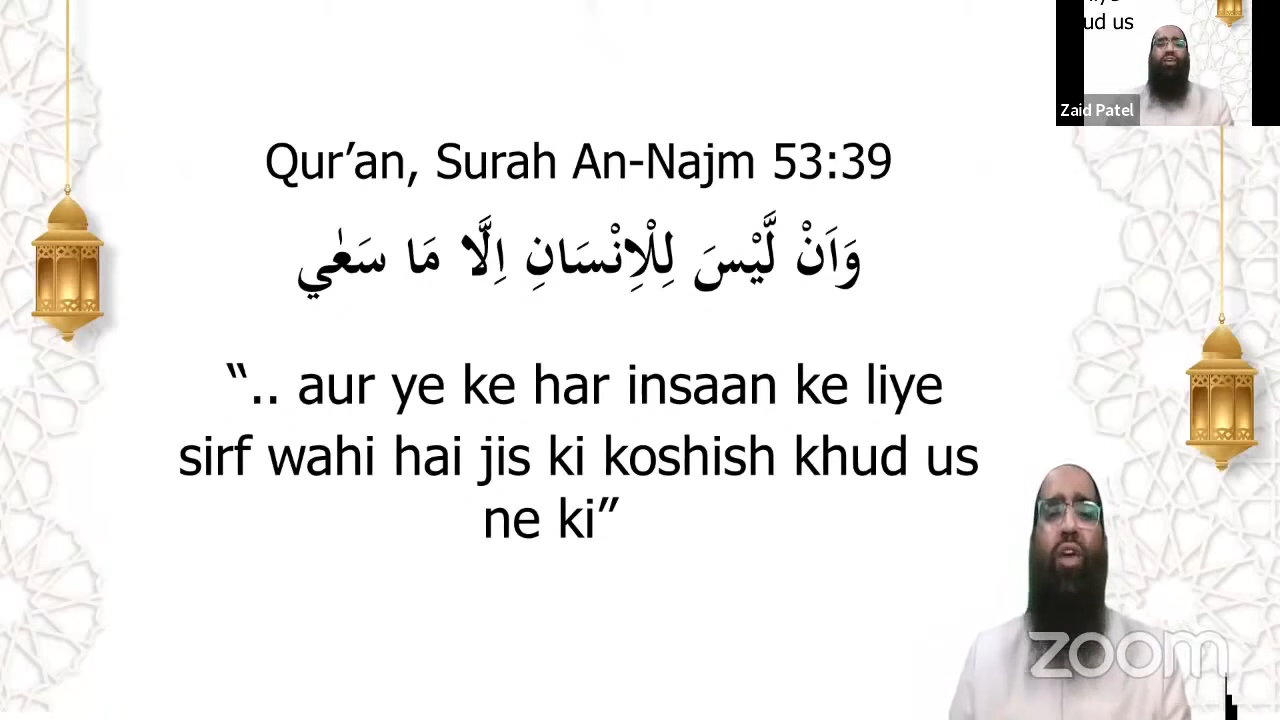 ud us
Zaid Patel
Qur’an, Surah An-Najm 53:39
وَاَنْ لَّيْسَ لِلْاِنْسَانِ اِلَّا مَا سَعٰي
“.. aur ye ke har insaan ke liye
sirf wahi hai jis ki koshish khud us
ne ki”
zoom